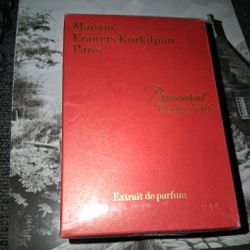 Maison
Francis Kurkdjian
Paris
Baccarat
Rouge 540
Extrait de parfum